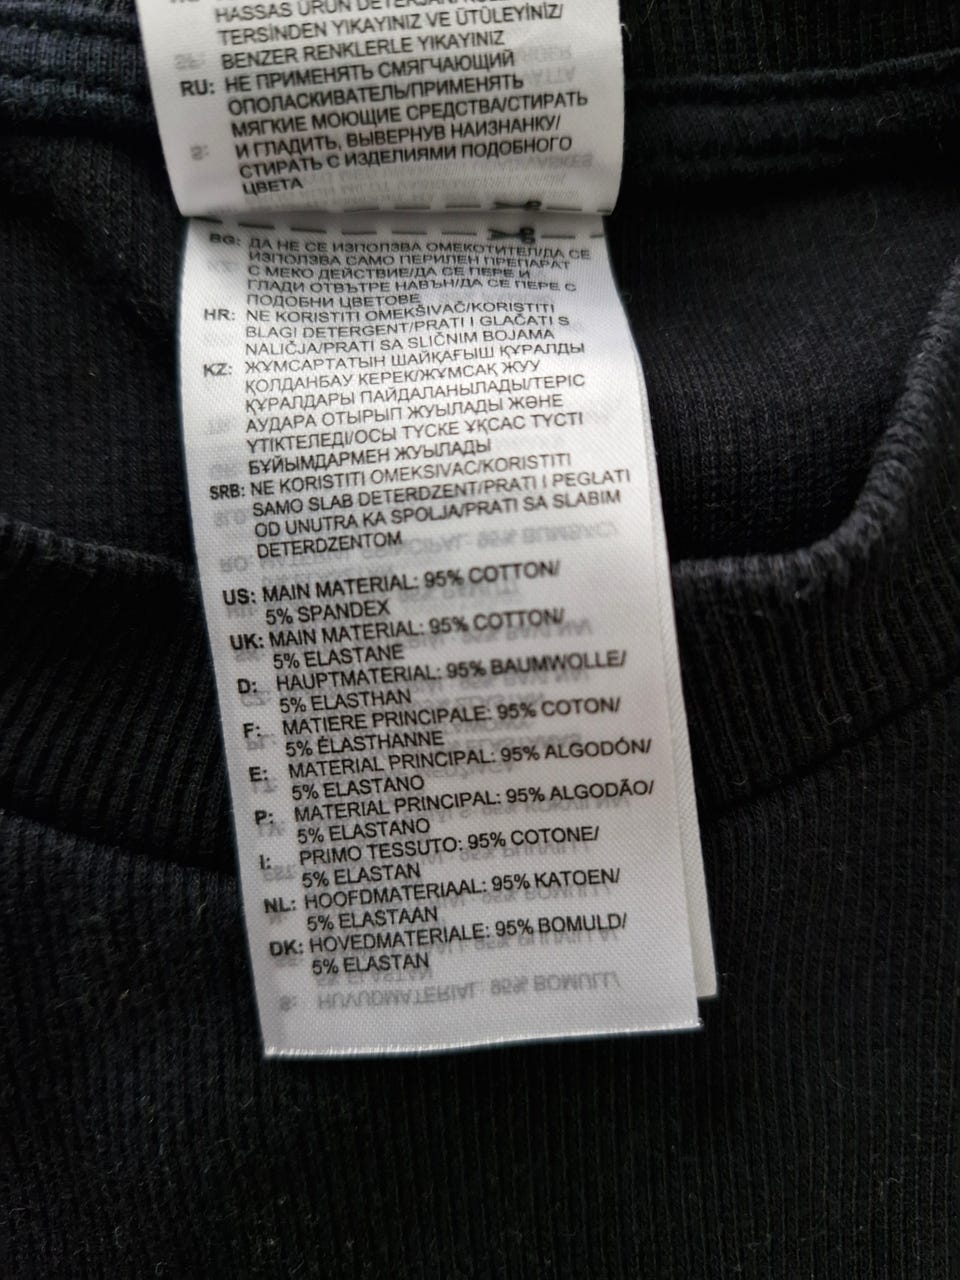 HASSAS ÜRÜN
TERSİNDEN YIKAYINIZ VE ÜTÜLEYİNİZ/
BENZER RENKLERLE YIKAYINIZ
RU: НЕ ПРИМЕНЯТЬ СМЯГЧАЮЩИЙ
ОПОЛАСКИВАТЕЛЬ/ПРИМЕНЯТЬ
МЯГКИЕ МОЮЩИЕ СРЕДСТВА/СТИРАТЬ
И ГЛАДИТЬ, ВЫВЕРНУВ НАИЗНАНКУ/
СТИРАТЬ С ИЗДЕЛИЯМИ ПОДОБНОГО
ЦВЕТА
BG: ДА НЕ СЕ ИЗПОЛЗВА ОМЕКОТИТЕЛ/ДА СЕ
ИЗПОЛЗВА САМО ПЕРИЛЕН ПРЕПАРАТ
С МЕКО ДЕЙСТВИЕ/ДА СЕ ПЕРЕ И
ГЛАДИ ОТВЪТРЕ НАВЪН/ДА СЕ ПЕРЕ С
ПОДОБНИ ЦВЕТОВЕ
HR: NE KORISTITI OMEKŠIVAČ/KORISTITI
BLAGI DETERGENT/PRATI I GLAČATI S
NALIČJA/PRATI SA SLIČNIM BOJAMA
KZ: ЖҰМСАРТАТЫН ШАЙҚАҒЫШ ҚҰРАЛДЫ
ҚОЛДАНБАУ КЕРЕК/ЖҰМСАҚ ЖУУ
ҚҰРАЛДАРЫ ПАЙДАЛАНЫЛАДЫ/ТЕРІС
АУДАРА ОТЫРЫП ЖУЫЛАДЫ ЖӘНЕ
ҮТІКТЕЛЕДІ/ОСЫ ТҮСКЕ ҰҚСАС ТҮСТІ
БҰЙЫМДАРМЕН ЖУЫЛАДЫ
SRB: NE KORISTITI OMEKSIVAC/KORISTITI
SAMO SLAB DETERDZENT/PRATI I PEGLATI
OD UNUTRA KA SPOLJA/PRATI SA SLABIM
DETERDZENTOM
US: MAIN MATERIAL: 95% COTTON/
5% SPANDEX
UK: MAIN MATERIAL: 95% COTTON/
5% ELASTANE
D: HAUPTMATERIAL: 95% BAUMWOLLE/
5% ELASTHAN
F: MATIERE PRINCIPALE: 95% COTON/
5% ÉLASTHANNE
E: MATERIAL PRINCIPAL: 95% ALGODÓN/
5% ELASTANO
P: MATERIAL PRINCIPAL: 95% ALGODÃO/
5% ELASTANO
I: PRIMO TESSUTO: 95% COTONE/
5% ELASTAN
NL: HOOFDMATERIAAL: 95% KATOEN/
5% ELASTAAN
DK: HOVEDMATERIALE: 95% BOMULD/
5% ELASTAN